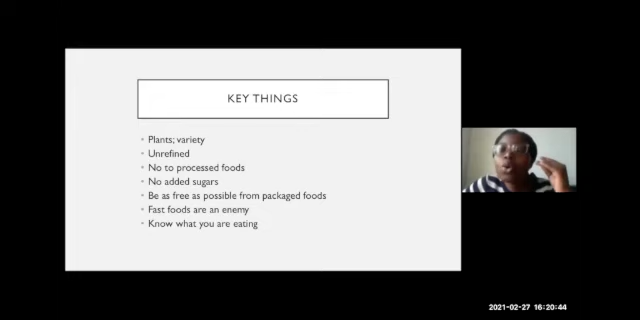 KEY THINGS
Plants; variety
Unrefined
No to processed foods
No added sugars
Be as free as possible from packaged foods
Fast foods are an enemy
Know what you are eating
2021-02-27 16:20:44